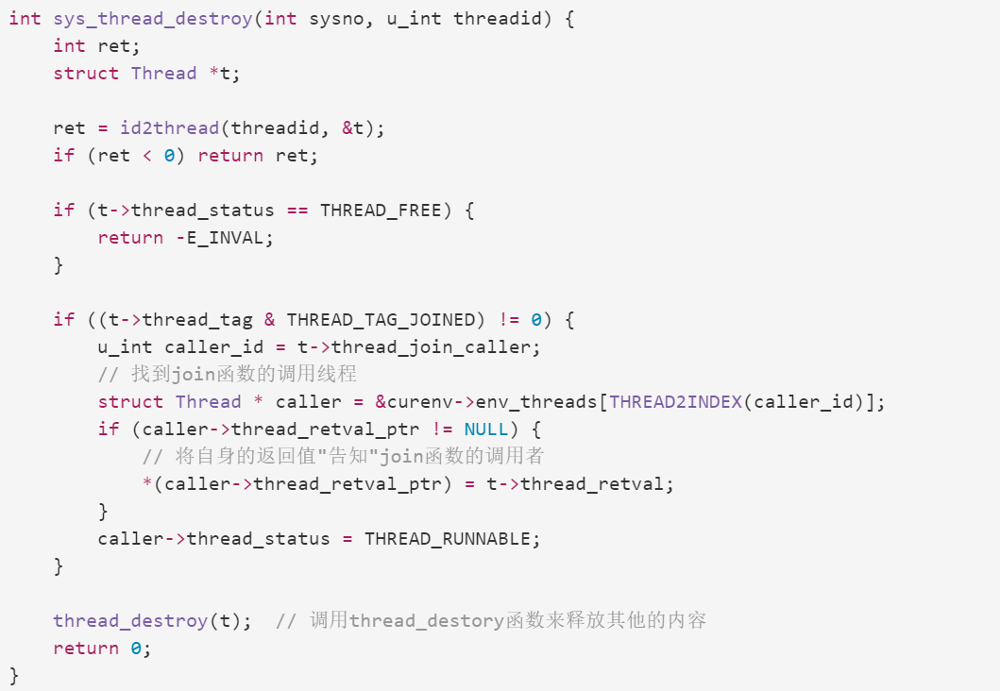 int sys_thread_destroy(int sysno, u_int threadid) {
    int ret;
    struct Thread *t;

    ret = id2thread(threadid, &t);
    if (ret < 0) return ret;

    if (t->thread_status == THREAD_FREE) {
        return -E_INVAL;
    }

    if ((t->thread_tag & THREAD_TAG_JOINED) != 0) {
        u_int caller_id = t->thread_join_caller;
        // 找到join函数的调用线程
        struct Thread * caller = &curenv->env_threads[THREAD2INDEX(caller_id)];
        if (caller->thread_retval_ptr != NULL) {
            // 将自身的返回值"告知"join函数的调用者
            *(caller->thread_retval_ptr) = t->thread_retval;
        }
        caller->thread_status = THREAD_RUNNABLE;
    }

    thread_destroy(t);  // 调用thread_destory函数来释放其他的内容
    return 0;
}